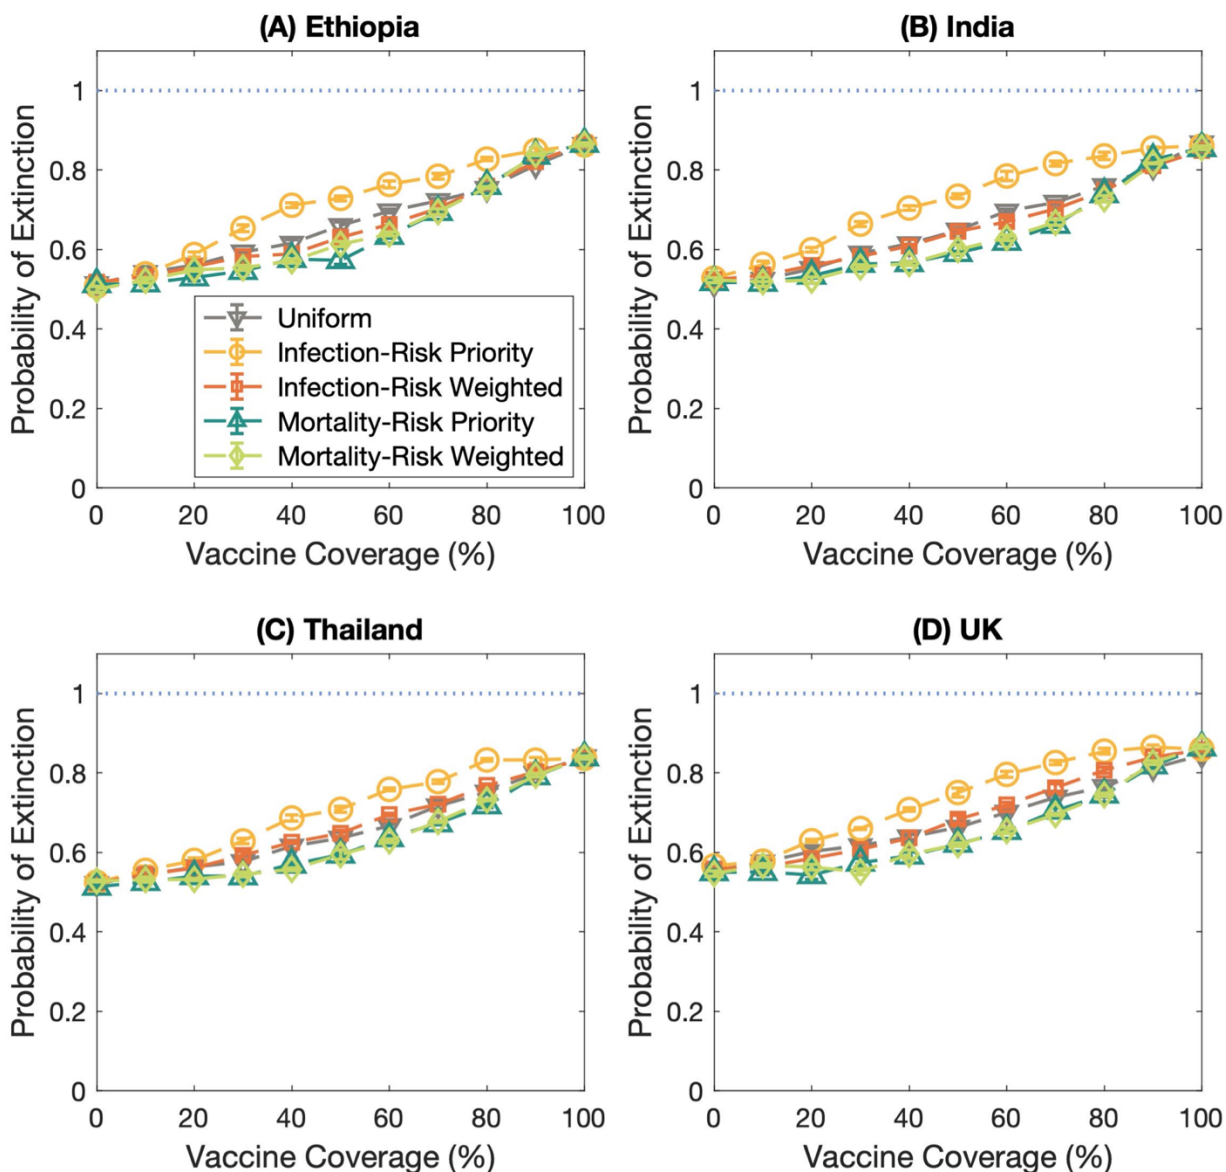 (A) Ethiopia
Probability of Extinction
1
0.8
0.6
0.4
0.2
0
Uniform
Infection-Risk Priority
Infection-Risk Weighted
Mortality-Risk Priority
Mortality-Risk Weighted
0 20 40 60 80 100
Vaccine Coverage (%)
(B) India
Probability of Extinction
1
0.8
0.6
0.4
0.2
0
0 20 40 60 80 100
Vaccine Coverage (%)
(C) Thailand
Probability of Extinction
1
0.8
0.6
0.4
0.2
0
0 20 40 60 80 100
Vaccine Coverage (%)
(D) UK
Probability of Extinction
1
0.8
0.6
0.4
0.2
0
0 20 40 60 80 100
Vaccine Coverage (%)